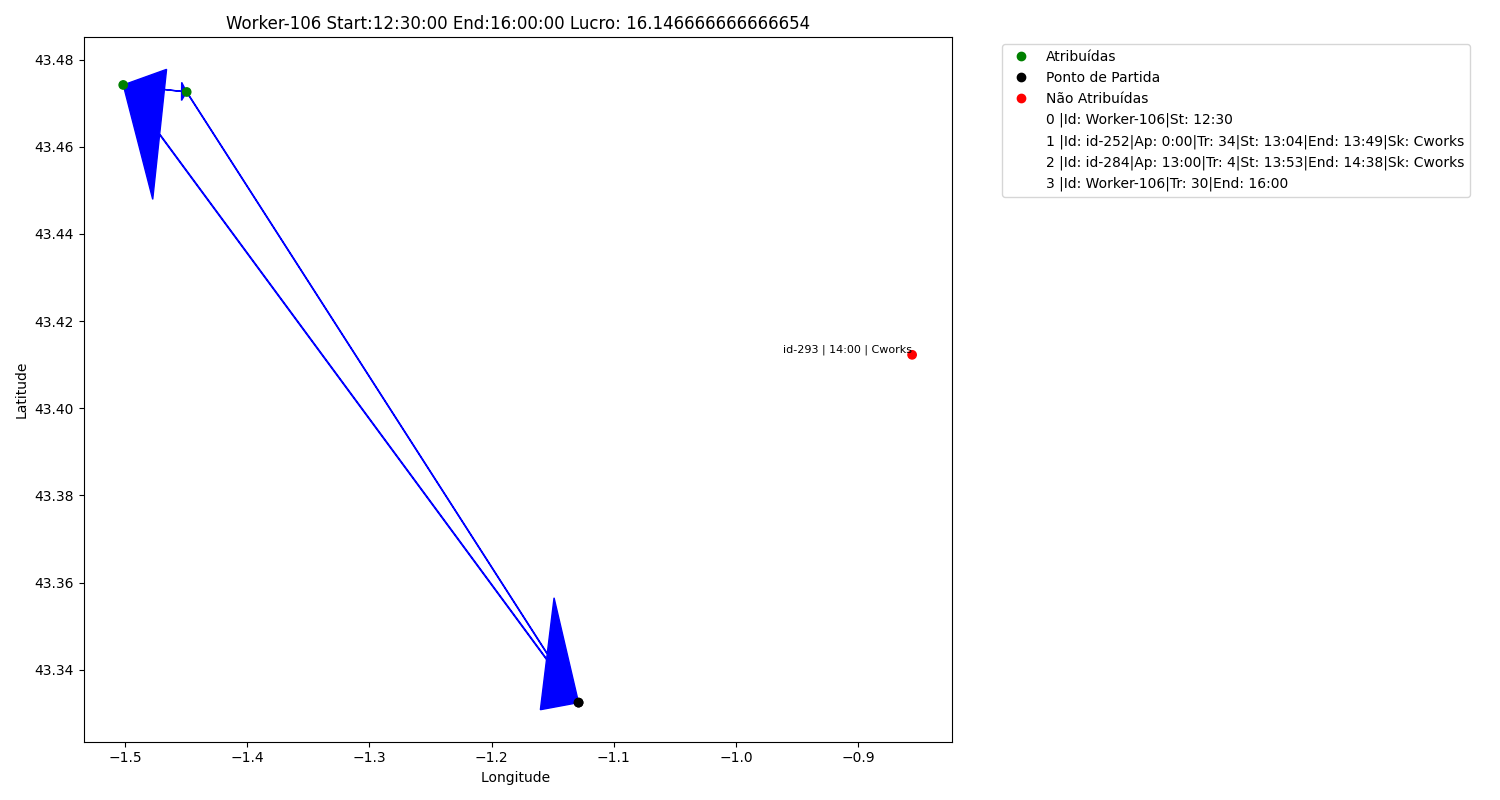 Worker-106 Start:12:30:00 End:16:00:00 Lucro: 16.146666666666654
43.48
43.46
43.44
43.42
43.40
43.38
43.36
43.34
Latitude
−1.5
−1.4
−1.3
−1.2
−1.1
−1.0
−0.9
Longitude
id-293 | 14:00 | Cworks
Atribuídas
Ponto de Partida
Não Atribuídas
0 |Id: Worker-106|St: 12:30
1 |Id: id-252|Ap: 0:00|Tr: 34|St: 13:04|End: 13:49|Sk: Cworks
2 |Id: id-284|Ap: 13:00|Tr: 4|St: 13:53|End: 14:38|Sk: Cworks
3 |Id: Worker-106|Tr: 30|End: 16:00